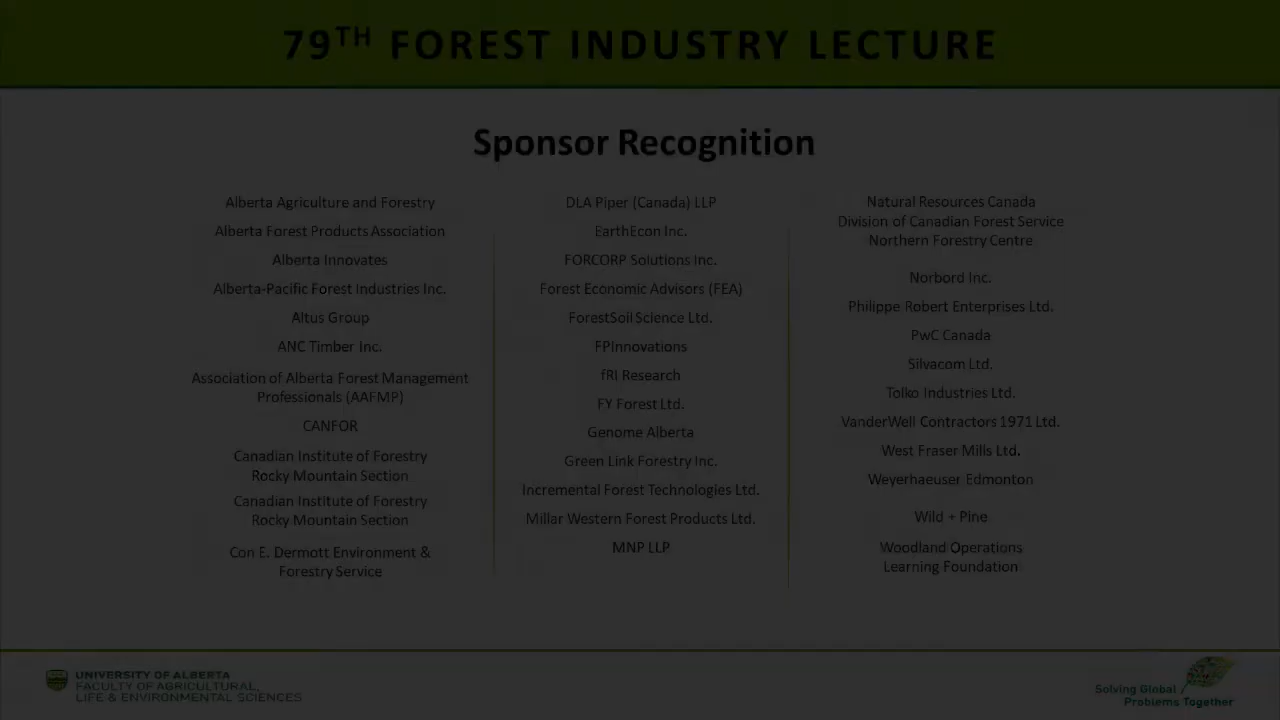 79TH FOREST INDUSTRY LECTURE
Sponsor Recognition
Alberta Agriculture and Forestry
Alberta Forest Products Association
Alberta Innovates
Alberta-Pacific Forest Industries Inc.
Altus Group
ANC Timber Inc.
Association of Alberta Forest Management
Professionals (AAFMP)
CANFOR
Canadian Institute of Forestry
Rocky Mountain Section
Canadian Institute of Forestry
Rocky Mountain Section
Con E. Dermott Environment &
Forestry Service
DLA Piper (Canada) LLP
EarthEcon Inc.
FORCORP Solutions Inc.
Forest Economic Advisors (FEA)
ForestSoil Science Ltd.
FPInnovations
fRI Research
FY Forest Ltd.
Genome Alberta
Green Link Forestry Inc.
Incremental Forest Technologies Ltd.
Millar Western Forest Products Ltd.
MNP LLP
Natural Resources Canada
Division of Canadian Forest Service
Northern Forestry Centre
Norbord Inc.
Philippe Robert Enterprises Ltd.
PwC Canada
Silvacom Ltd.
Tolko Industries Ltd.
VanderWell Contractors 1971 Ltd.
West Fraser Mills Ltd.
Weyerhaeuser Edmonton
Wild + Pine
Woodland Operations
Learning Foundation
UNIVERSITY OF ALBERTA
FACULTY OF AGRICULTURAL,
LIFE & ENVIRONMENTAL SCIENCES
Solving Global
Problems Together